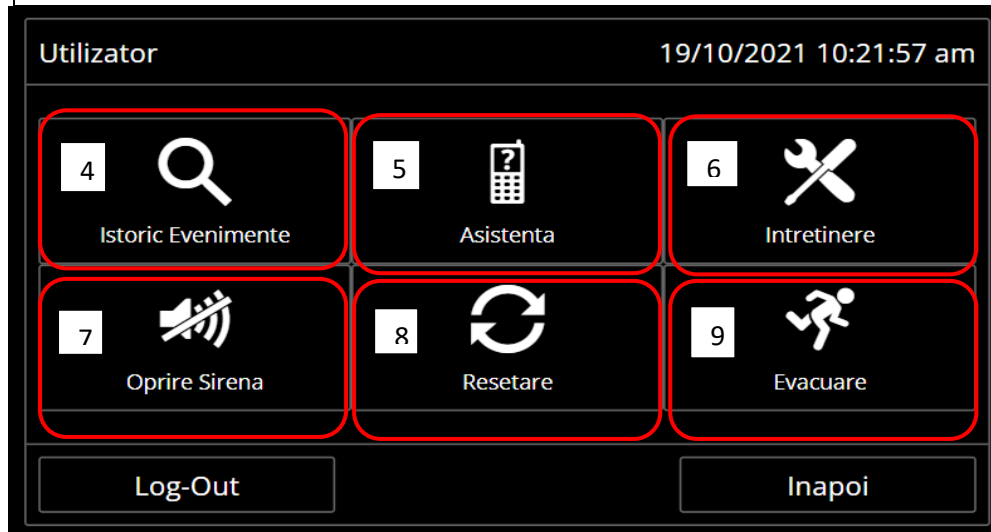 Utilizator 19/10/2021 10:21:57 am
4 5 6
Istoric Evenimente Asistenta Intretinere
7 8 9
Oprire Sirena Resetare Evacuare
Log-Out Inapoi